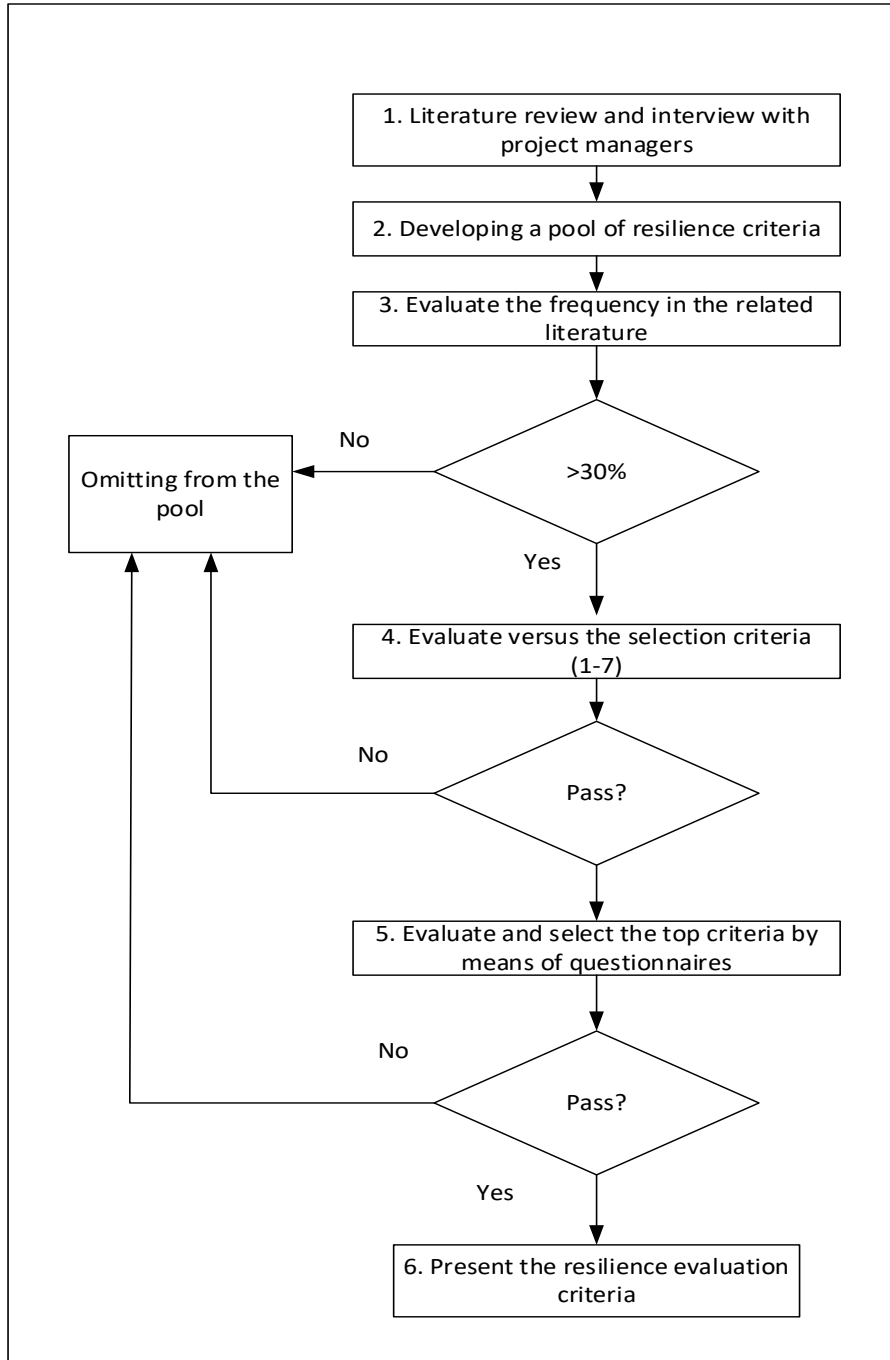 1. Literature review and interview with
project managers
2. Developing a pool of resilience criteria
3. Evaluate the frequency in the related
literature
No
>30%
Omitting from the
pool
Yes
4. Evaluate versus the selection criteria
(1-7)
No
Pass?
5. Evaluate and select the top criteria by
means of questionnaires
No
Pass?
Yes
6. Present the resilience evaluation
criteria